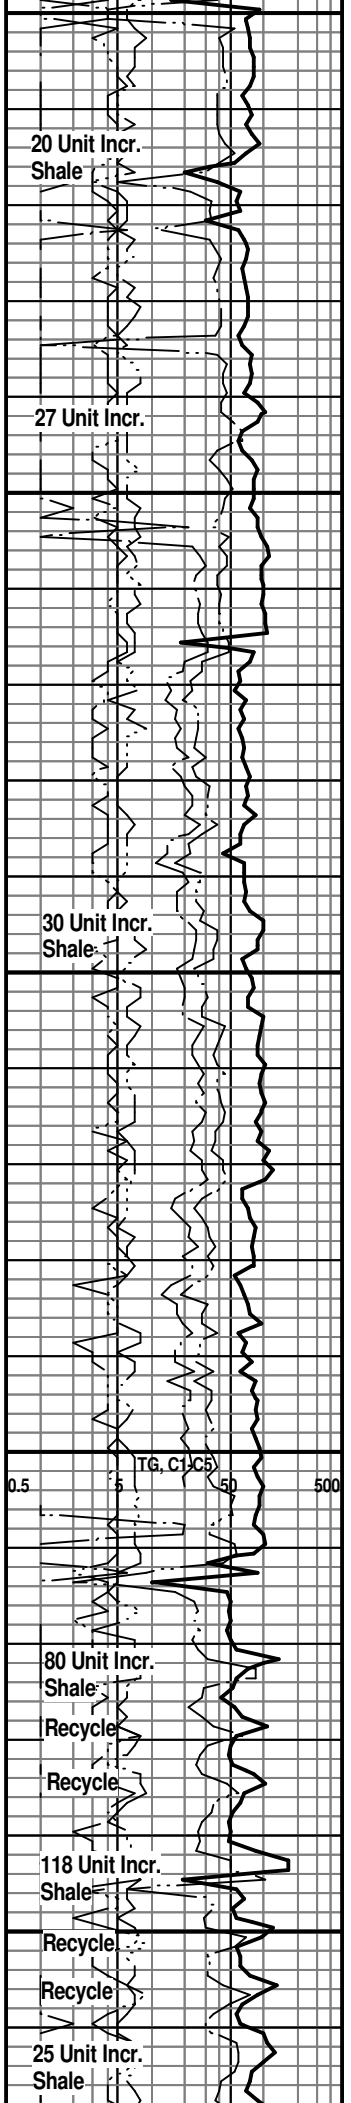 20 Unit Incr.
Shale
27 Unit Incr.
30 Unit Incr.
Shale
TG, C1-C5
0.5 5 50 500
80 Unit Incr.
Shale
Recycle
Recycle
118 Unit Incr.
Shale
Recycle
Recycle
25 Unit Incr.
Shale